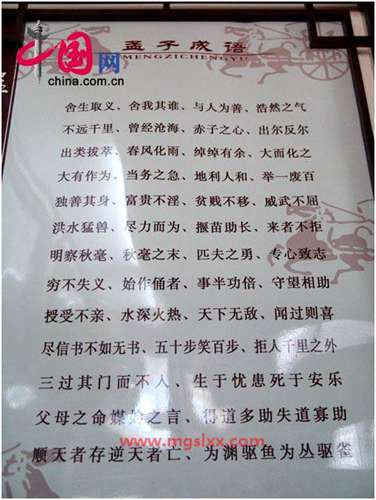 中国网
china.com.cn
孟子成语
MENGZICHENGYU
舍生取义、舍我其谁、与人为善、浩然之气
不远千里、曾经沧海、赤子之心、出尔反尔
出类拔萃、春风化雨、绰绰有余、大而化之
大有作为、当务之急、地利人和、举一废百
独善其身、富贵不淫、贫贱不移、威武不屈
洪水猛兽、尽力而为、揠苗助长、来者不拒
明察秋毫、秋毫之末、匹夫之勇、专心致志
穷不失义、始作俑者、事半功倍、守望相助
授受不亲、水深火热、天下无敌、闻过则喜
尽信书不如无书、五十步笑百步、拒人千里之外
三过其门而不入、生于忧患死于安乐
父母之命媒妁之言、得道多助失道寡助
www.mgslxx.com
顺天者存逆天者亡、为渊驱鱼为丛驱雀